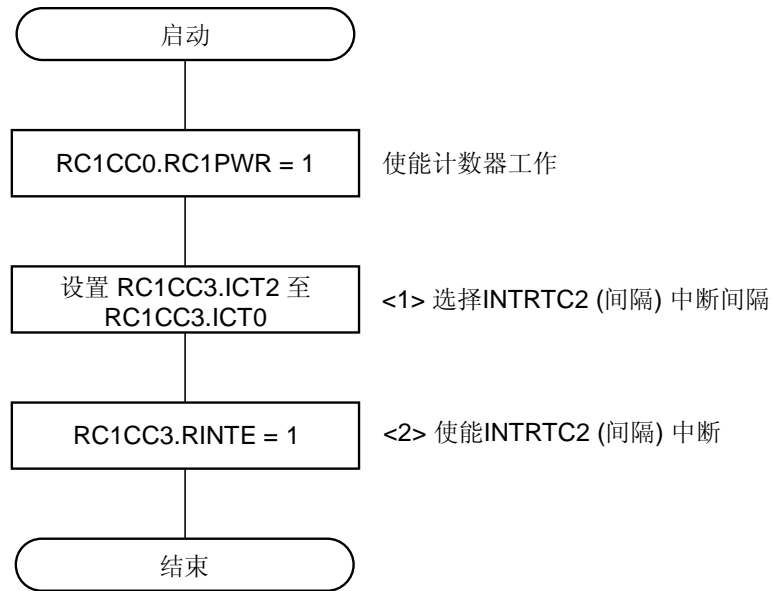 启动
RC1CC0.RC1PWR = 1
使能计数器工作
设置 RC1CC3.ICT2 至
RC1CC3.ICT0
<1> 选择INTRTC2 (间隔) 中断间隔
RC1CC3.RINTE = 1
<2> 使能INTRTC2 (间隔) 中断
结束